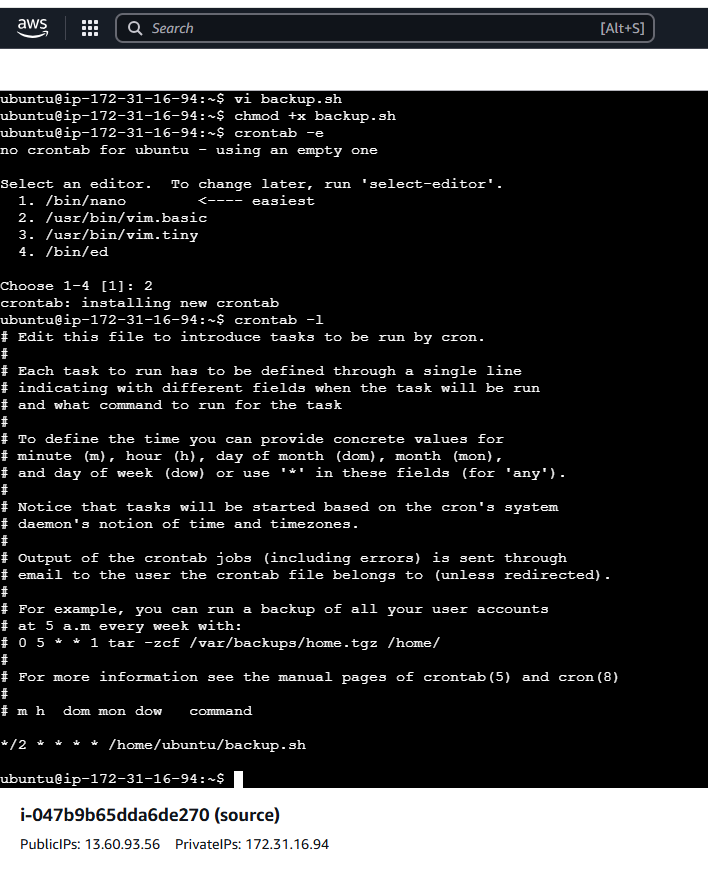 aws
Search [Alt+S]
ubuntu@ip-172-31-16-94:~$ vi backup.sh
ubuntu@ip-172-31-16-94:~$ chmod +x backup.sh
ubuntu@ip-172-31-16-94:~$ crontab -e
no crontab for ubuntu - using an empty one
Select an editor.  To change later, run 'select-editor'.
  1. /bin/nano        <---- easiest
  2. /usr/bin/vim.basic
  3. /usr/bin/vim.tiny
  4. /bin/ed
Choose 1-4 [1]: 2
crontab: installing new crontab
ubuntu@ip-172-31-16-94:~$ crontab -l
# Edit this file to introduce tasks to be run by cron.
#
# Each task to run has to be defined through a single line
# indicating with different fields when the task will be run
# and what command to run for the task
#
# To define the time you can provide concrete values for
# minute (m), hour (h), day of month (dom), month (mon),
# and day of week (dow) or use '*' in these fields (for 'any').
#
# Notice that tasks will be started based on the cron's system
# daemon's notion of time and timezones.
#
# Output of the crontab jobs (including errors) is sent through
# email to the user the crontab file belongs to (unless redirected).
#
# For example, you can run a backup of all your user accounts
# at 5 a.m every week with:
# 0 5 * * 1 tar -zcf /var/backups/home.tgz /home/
#
# For more information see the manual pages of crontab(5) and cron(8)
#
# m h  dom mon dow   command
*/2 * * * * /home/ubuntu/backup.sh
ubuntu@ip-172-31-16-94:~$
i-047b9b65dda6de270 (source)
PublicIPs: 13.60.93.56    PrivateIPs: 172.31.16.94